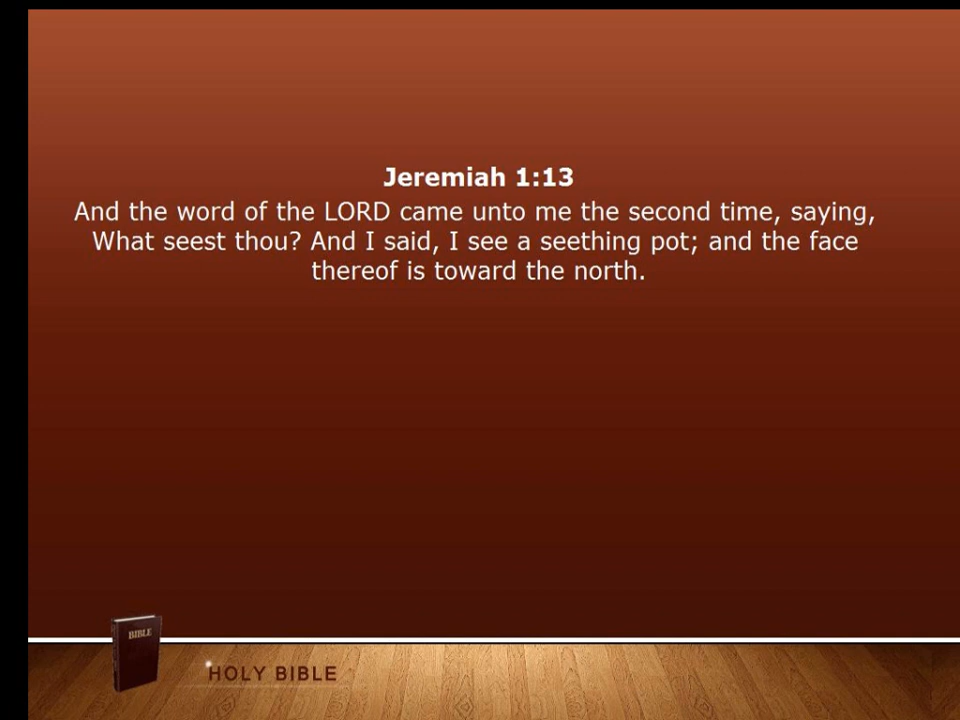 Jeremiah 1:13
And the word of the LORD came unto me the second time, saying,
What seest thou? And I said, I see a seething pot; and the face
thereof is toward the north.
BIBLE
HOLY BIBLE